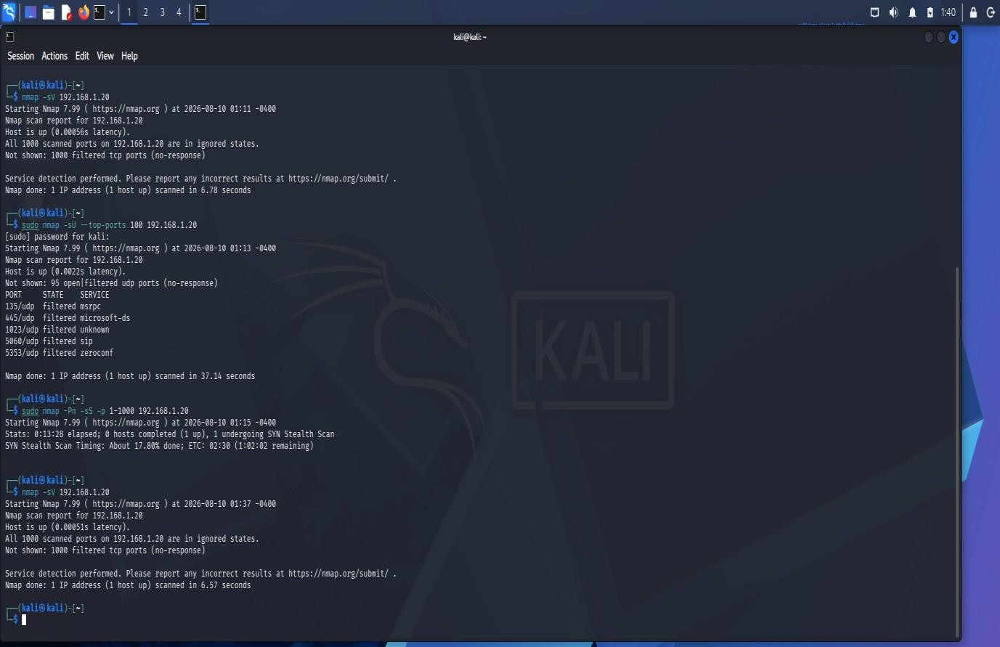 1 2 3 4 1:40
kali@kali: ~
Session Actions Edit View Help
┌──(kali㉿kali)-[~]
└─$ nmap -sV 192.168.1.20
Starting Nmap 7.99 ( https://nmap.org ) at 2026-08-10 01:11 -0400
Nmap scan report for 192.168.1.20
Host is up (0.00056s latency).
All 1000 scanned ports on 192.168.1.20 are in ignored states.
Not shown: 1000 filtered tcp ports (no-response)
Service detection performed. Please report any incorrect results at https://nmap.org/submit/ .
Nmap done: 1 IP address (1 host up) scanned in 6.78 seconds
┌──(kali㉿kali)-[~]
└─$ sudo nmap -sU --top-ports 100 192.168.1.20
[sudo] password for kali:
Starting Nmap 7.99 ( https://nmap.org ) at 2026-08-10 01:13 -0400
Nmap scan report for 192.168.1.20
Host is up (0.0022s latency).
Not shown: 95 open|filtered udp ports (no-response)
PORT STATE SERVICE
135/udp filtered msrpc
445/udp filtered microsoft-ds
1023/udp filtered unknown
5060/udp filtered sip
5353/udp filtered zeroconf
Nmap done: 1 IP address (1 host up) scanned in 37.14 seconds
┌──(kali㉿kali)-[~]
└─$ sudo nmap -Pn -sS -p 1-1000 192.168.1.20
Starting Nmap 7.99 ( https://nmap.org ) at 2026-08-10 01:15 -0400
Stats: 0:13:28 elapsed; 0 hosts completed (1 up), 1 undergoing SYN Stealth Scan
SYN Stealth Scan Timing: About 17.80% done; ETC: 02:30 (1:02:02 remaining)
┌──(kali㉿kali)-[~]
└─$ nmap -sV 192.168.1.20
Starting Nmap 7.99 ( https://nmap.org ) at 2026-08-10 01:37 -0400
Nmap scan report for 192.168.1.20
Host is up (0.00051s latency).
All 1000 scanned ports on 192.168.1.20 are in ignored states.
Not shown: 1000 filtered tcp ports (no-response)
Service detection performed. Please report any incorrect results at https://nmap.org/submit/ .
Nmap done: 1 IP address (1 host up) scanned in 6.57 seconds
┌──(kali㉿kali)-[~]
└─$
KALI